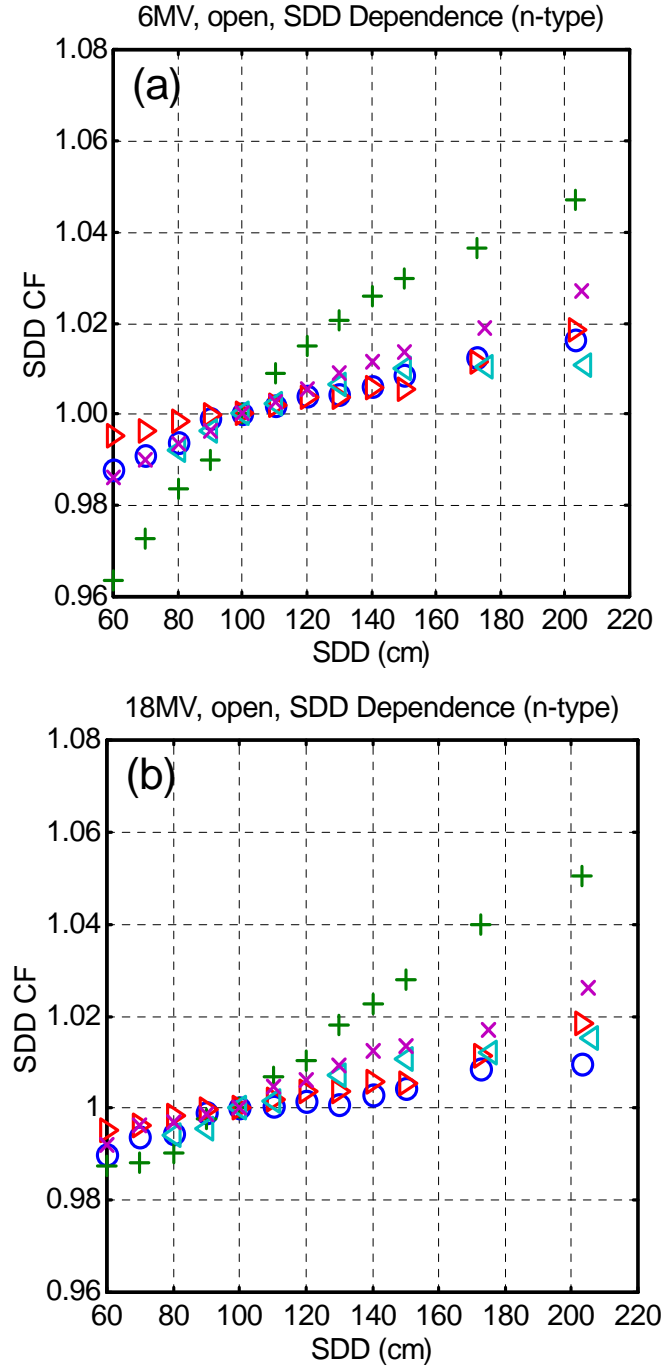 6MV, open, SDD Dependence (n-type)
(a)
1.08
1.06
1.04
1.02
1.00
0.98
0.96
SDD CF
60 80 100 120 140 160 180 200 220
SDD (cm)
18MV, open, SDD Dependence (n-type)
(b)
1.08
1.06
1.04
1.02
1
0.98
0.96
SDD CF
60 80 100 120 140 160 180 200 220
SDD (cm)